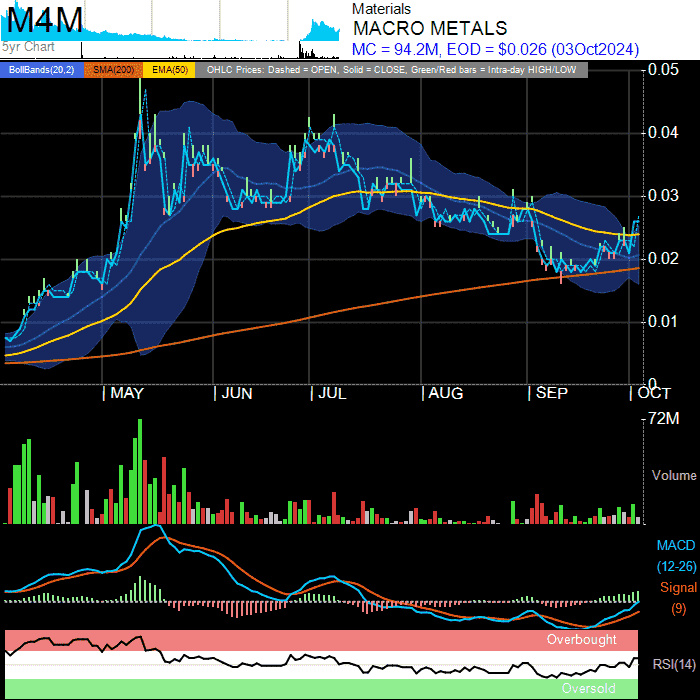 M4M
5yr Chart
Materials
MACRO METALS
MC = 94.2M, EOD = $0.026 (03Oct2024)
BollBands(20,2) SMA(200) EMA(50) OHLC Prices: Dashed = OPEN, Solid = CLOSE, Green/Red bars = Intra-day HIGH/LOW
0.05
0.04
0.03
0.02
0.01
0
MAY JUN JUL AUG SEP OCT
72M
Volume
MACD
(12-26)
Signal
(9)
Overbought
RSI(14)
Oversold